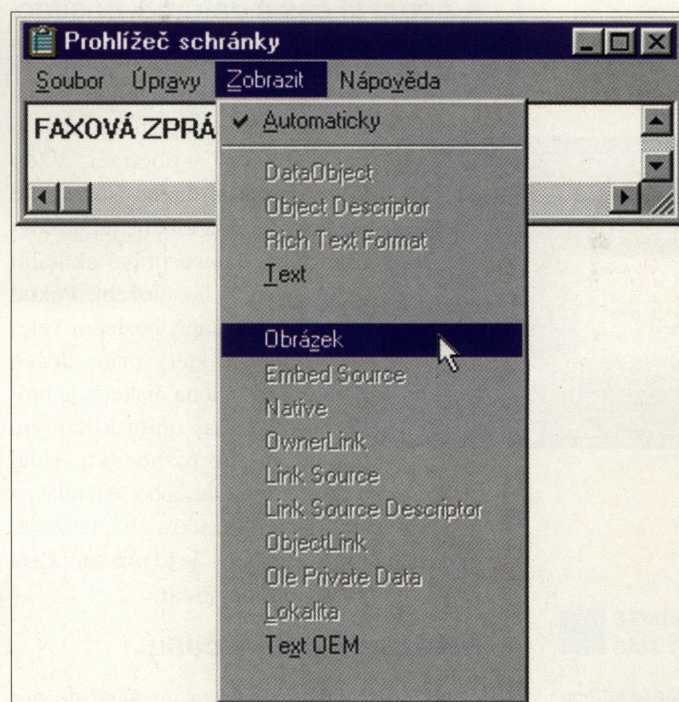 Prohlížeč schránky
Soubor Úpravy Zobrazit Nápověda
FAXOVÁ ZPRÁ
Automaticky
DataObject
Object Descriptor
Rich Text Format
Text
Obrázek
Embed Source
Native
OwnerLink
Link Source
Link Source Descriptor
ObjectLink
Ole Private Data
Lokalita
Text OEM